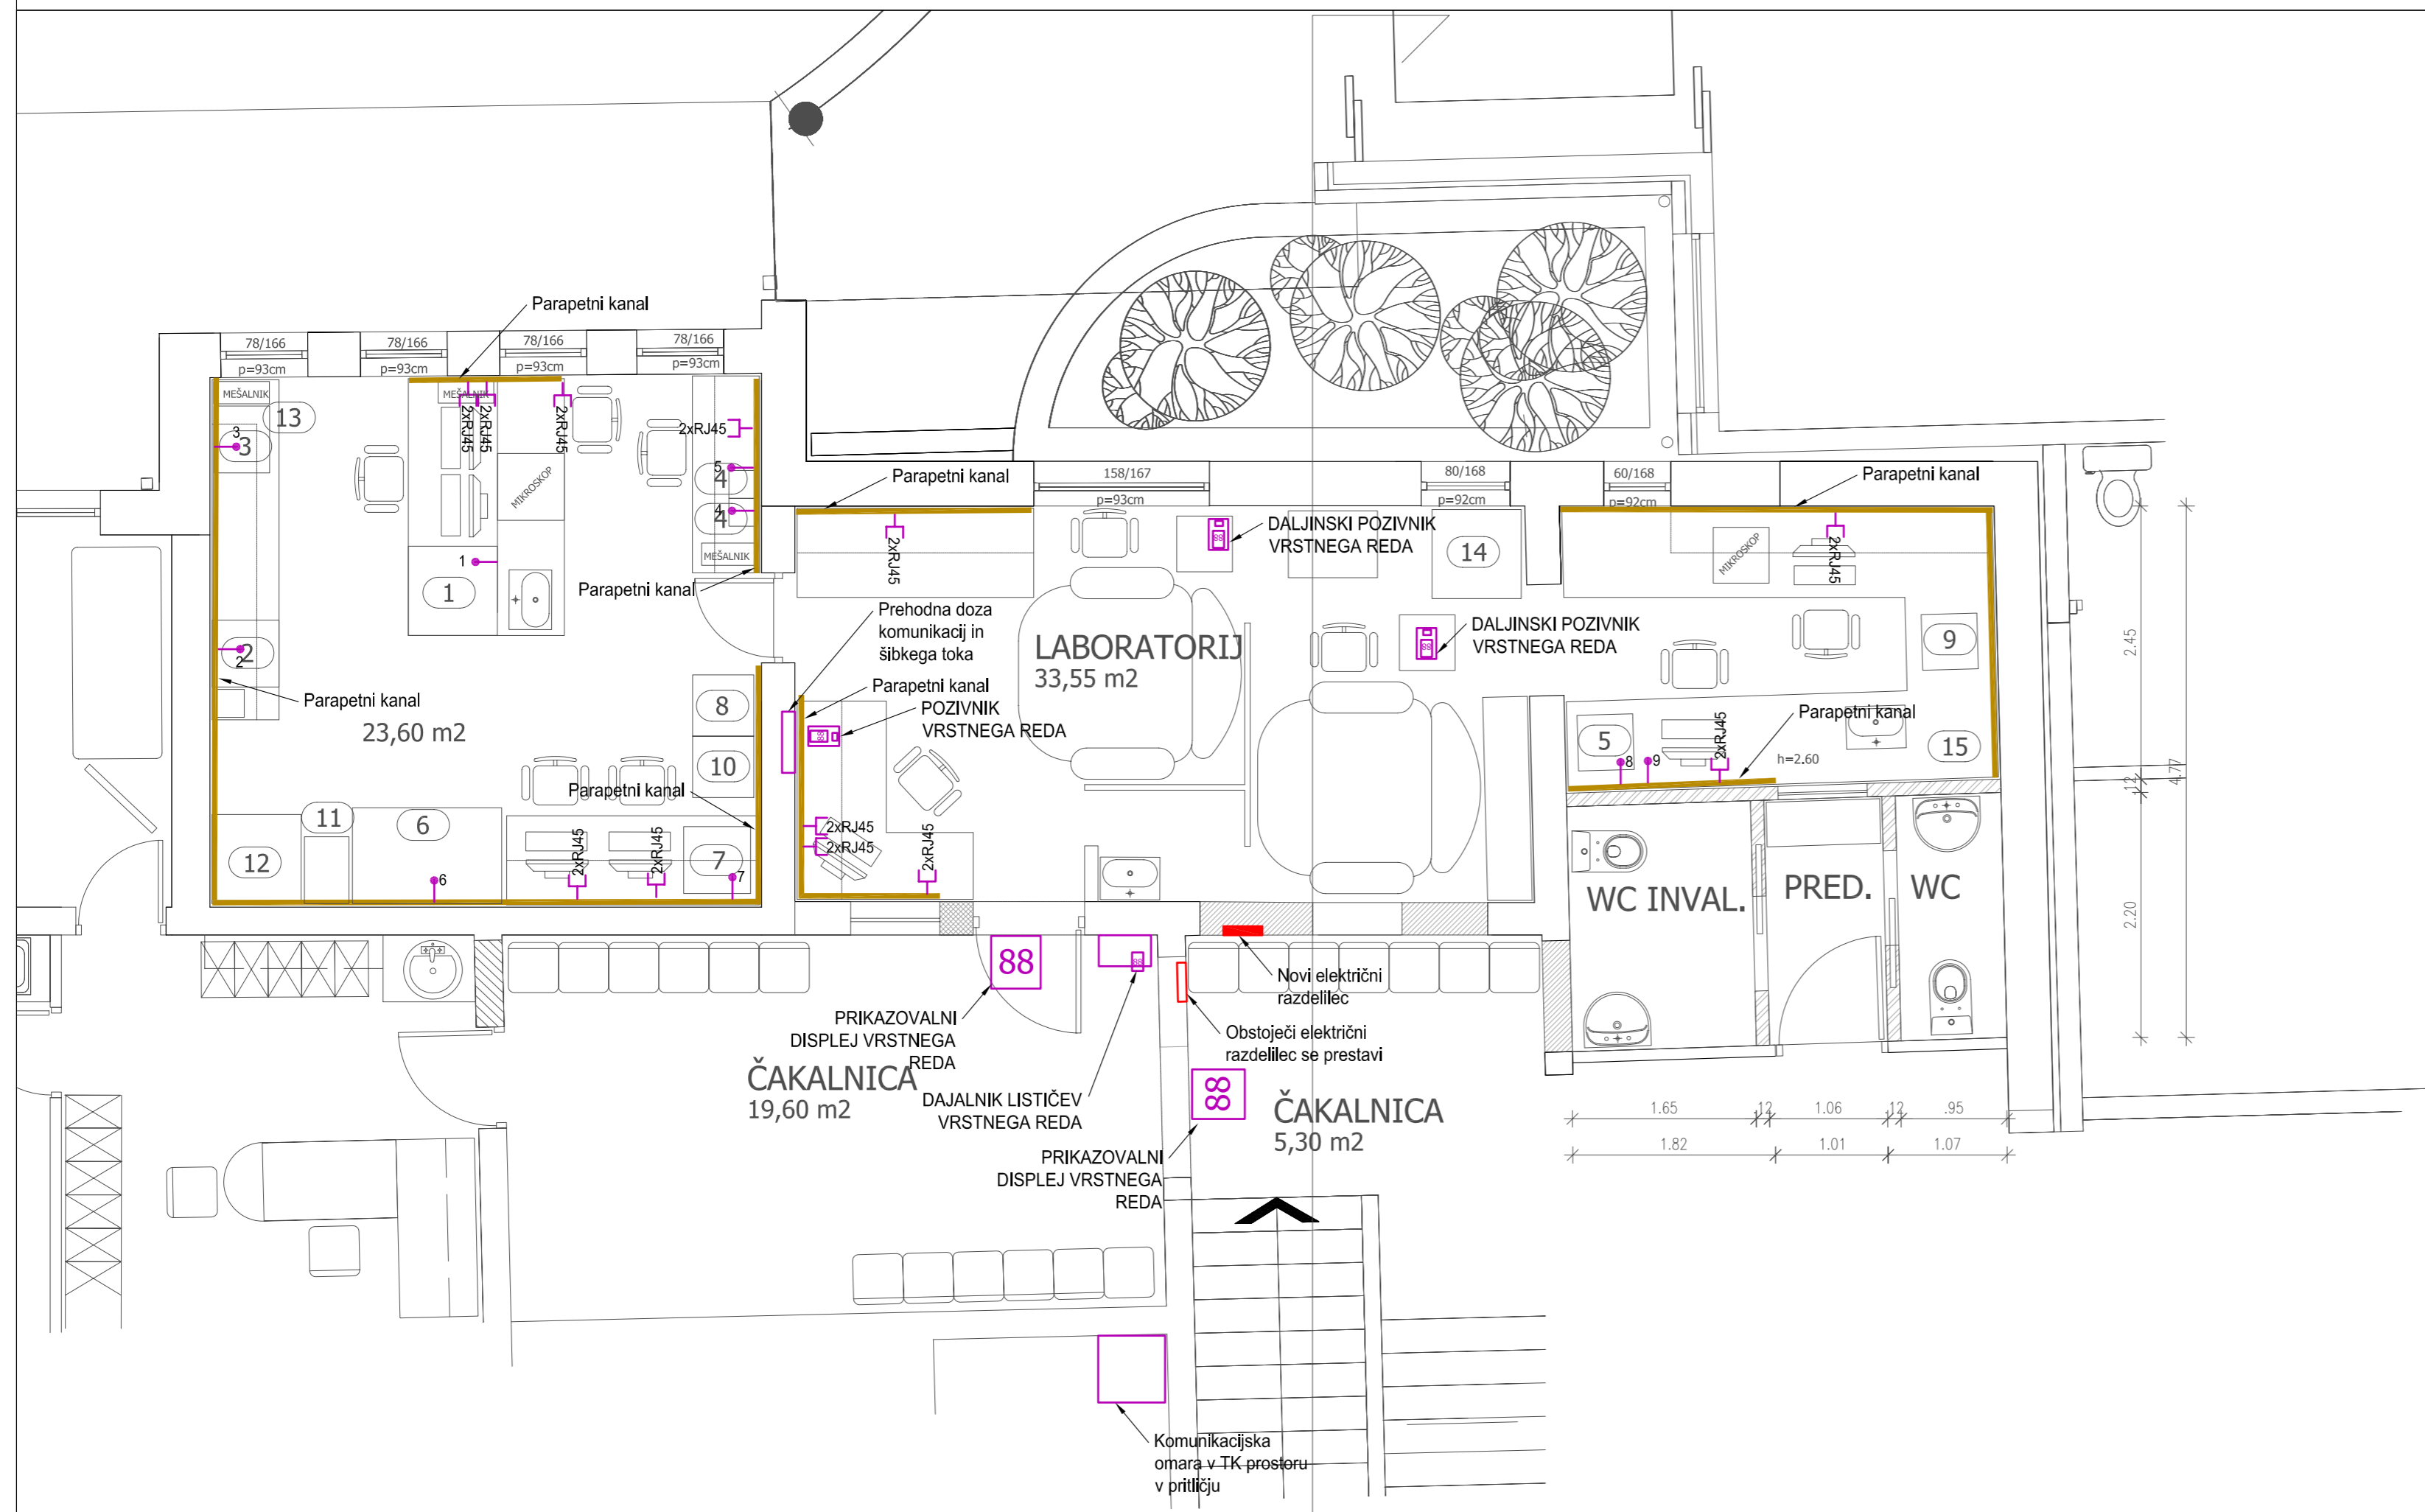 Parapetni kanal
78/166
78/166
78/166
78/166
p=93cm
p=93cm
p=93cm
p=93cm
MEŠALNIK
MEŠALNIK
13
3
3
2xRJ45
2xRJ45
2xRJ45
2xRJ45
MIKROSKOP
5
4
4
4
MEŠALNIK
1
1
Parapetni kanal
2
2
Parapetni kanal
23,60 m2
8
10
Parapetni kanal
11
6
12
6
2xRJ45
2xRJ45
7
7
Parapetni kanal
158/167
p=93cm
80/168
p=92cm
60/168
p=92cm
Parapetni kanal
2xRJ45
88
DALJINSKI POZIVNIK
VRSTNEGA REDA
14
MIKROSKOP
2xRJ45
Prehodna doza
komunikacij in
šibkega toka
LABORATORIJ
33,55 m2
88
DALJINSKI POZIVNIK
VRSTNEGA REDA
9
Parapetni kanal
POZIVNIK
VRSTNEGA REDA
88
2xRJ45
2xRJ45
2xRJ45
Parapetni kanal
5
8
9
2xRJ45
h=2.60
15
2.45
12
4.77
2.20
WC INVAL.
PRED.
WC
88
88
Novi električni
razdelilec
PRIKAZOVALNI
DISPLEJ VRSTNEGA
REDA
Obstoječi električni
razdelilec se prestavi
ČAKALNICA
19,60 m2
DAJALNIK LISTIČEV
VRSTNEGA REDA
88
ČAKALNICA
5,30 m2
PRIKAZOVALNI
DISPLEJ VRSTNEGA
REDA
1.65
.12
1.06
.12
.95
1.82
1.01
1.07
Komunikacijska
omara v TK prostoru
v pritličju